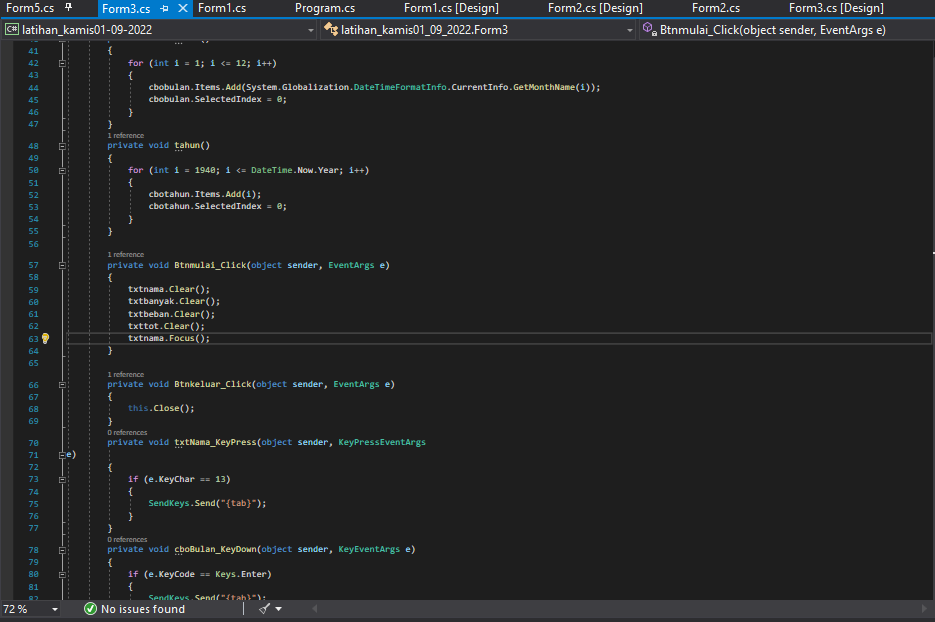 Form5.cs Form3.cs Form1.cs Program.cs Form1.cs [Design] Form2.cs [Design] Form2.cs Form3.cs [Design]
C# latihan_kamis01-09-2022 latihan_kamis01_09_2022.Form3 Btnmulai_Click(object sender, EventArgs e)
41 {
42 for (int i = 1; i <= 12; i++)
43 {
44 cbobulan.Items.Add(System.Globalization.DateTimeFormatInfo.CurrentInfo.GetMonthName(i));
45 cbobulan.SelectedIndex = 0;
46 }
47 }
1 reference
48 private void tahun()
49 {
50 for (int i = 1940; i <= DateTime.Now.Year; i++)
51 {
52 cbotahun.Items.Add(i);
53 cbotahun.SelectedIndex = 0;
54 }
55 }
56
1 reference
57 private void Btnmulai_Click(object sender, EventArgs e)
58 {
59 txtnama.Clear();
60 txtbanyak.Clear();
61 txtbeban.Clear();
62 txttot.Clear();
63 txtnama.Focus();
64 }
65
1 reference
66 private void Btnkeluar_Click(object sender, EventArgs e)
67 {
68 this.Close();
69 }
0 references
70 private void txtNama_KeyPress(object sender, KeyPressEventArgs
71 e)
72 {
73 if (e.KeyChar == 13)
74 {
75 SendKeys.Send("{tab}");
76 }
77 }
0 references
78 private void cboBulan_KeyDown(object sender, KeyEventArgs e)
79 {
80 if (e.KeyCode == Keys.Enter)
81 {
82 SendKeys.Send("{tab}");
72 % No issues found